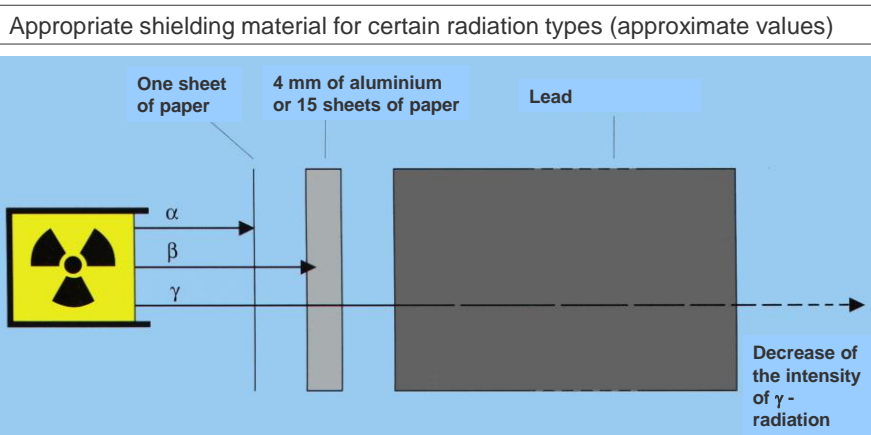 Appropriate shielding material for certain radiation types (approximate values)
One sheet
of paper
4 mm of aluminium
or 15 sheets of paper
Lead
α
β
γ
Decrease of
the intensity
of γ -
radiation